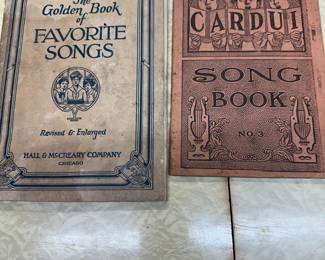 The
Golden Book
of
FAVORITE
SONGS
Revised & Enlarged
HALL & McCREARY COMPANY
CHICAGO
CARDUI
SONG
BOOK
NO. 3